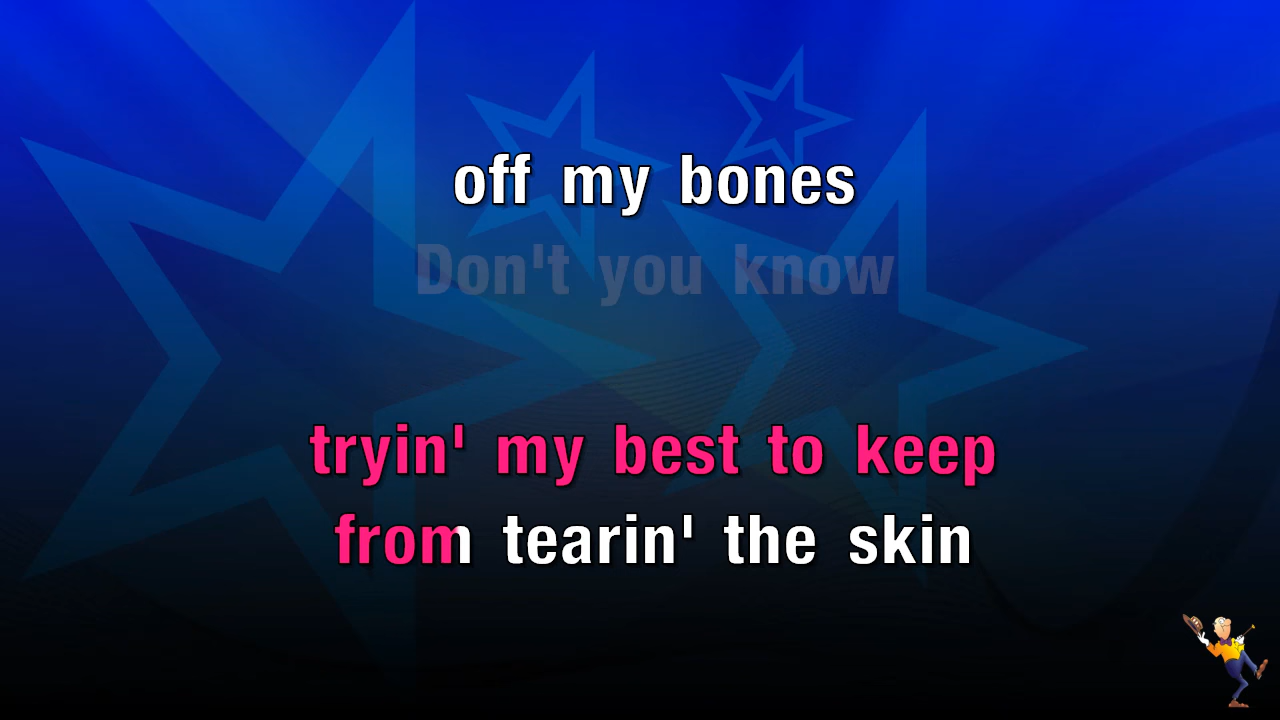 off my bones
Don't you know
tryin' my best to keep
from tearin' the skin